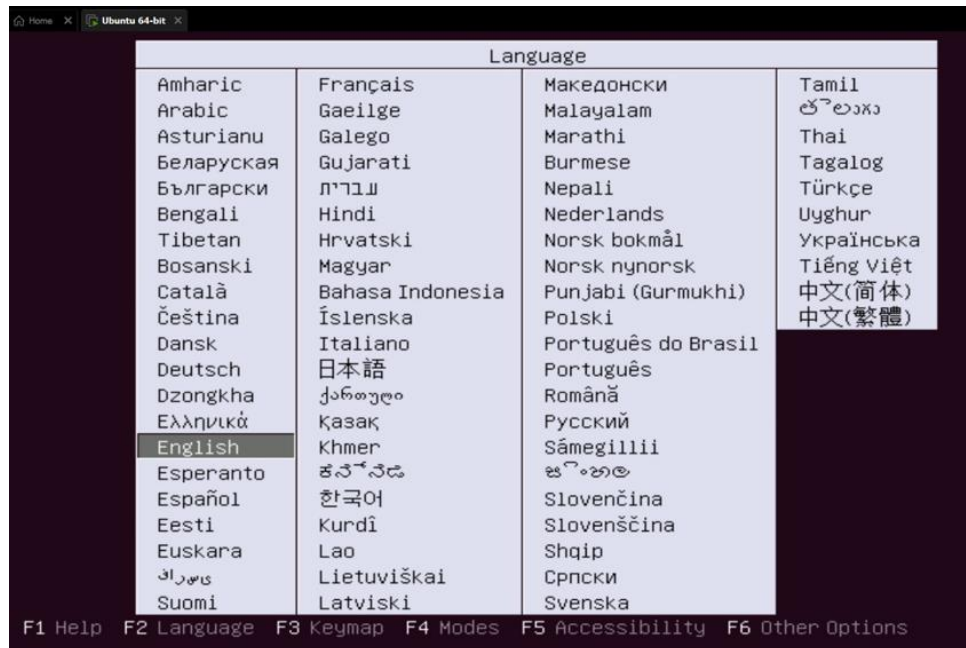 Home
Ubuntu 64-bit
Language
Amharic
Arabic
Asturianu
Беларуская
Български
Bengali
Tibetan
Bosanski
Català
Čeština
Dansk
Deutsch
Dzongkha
Ελληνικά
English
Esperanto
Español
Eesti
Euskara
فارسی
Suomi
Français
Gaeilge
Galego
Gujarati
עברית
Hindi
Hrvatski
Magyar
Bahasa Indonesia
Íslenska
Italiano
日本語
ქართული
Қазақ
Khmer
ಕನ್ನಡ
한국어
Kurdî
Lao
Lietuviškai
Latviski
Македонски
Malayalam
Marathi
Burmese
Nepali
Nederlands
Norsk bokmål
Norsk nynorsk
Punjabi (Gurmukhi)
Polski
Português do Brasil
Português
Română
Русский
Sámegillii
සිංහල
Slovenčina
Slovenščina
Shqip
Српски
Svenska
Tamil
తెలుగు
Thai
Tagalog
Türkçe
Uyghur
Українська
Tiếng Việt
中文(简体)
中文(繁體)
F1 Help F2 Language F3 Keymap F4 Modes F5 Accessibility F6 Other Options